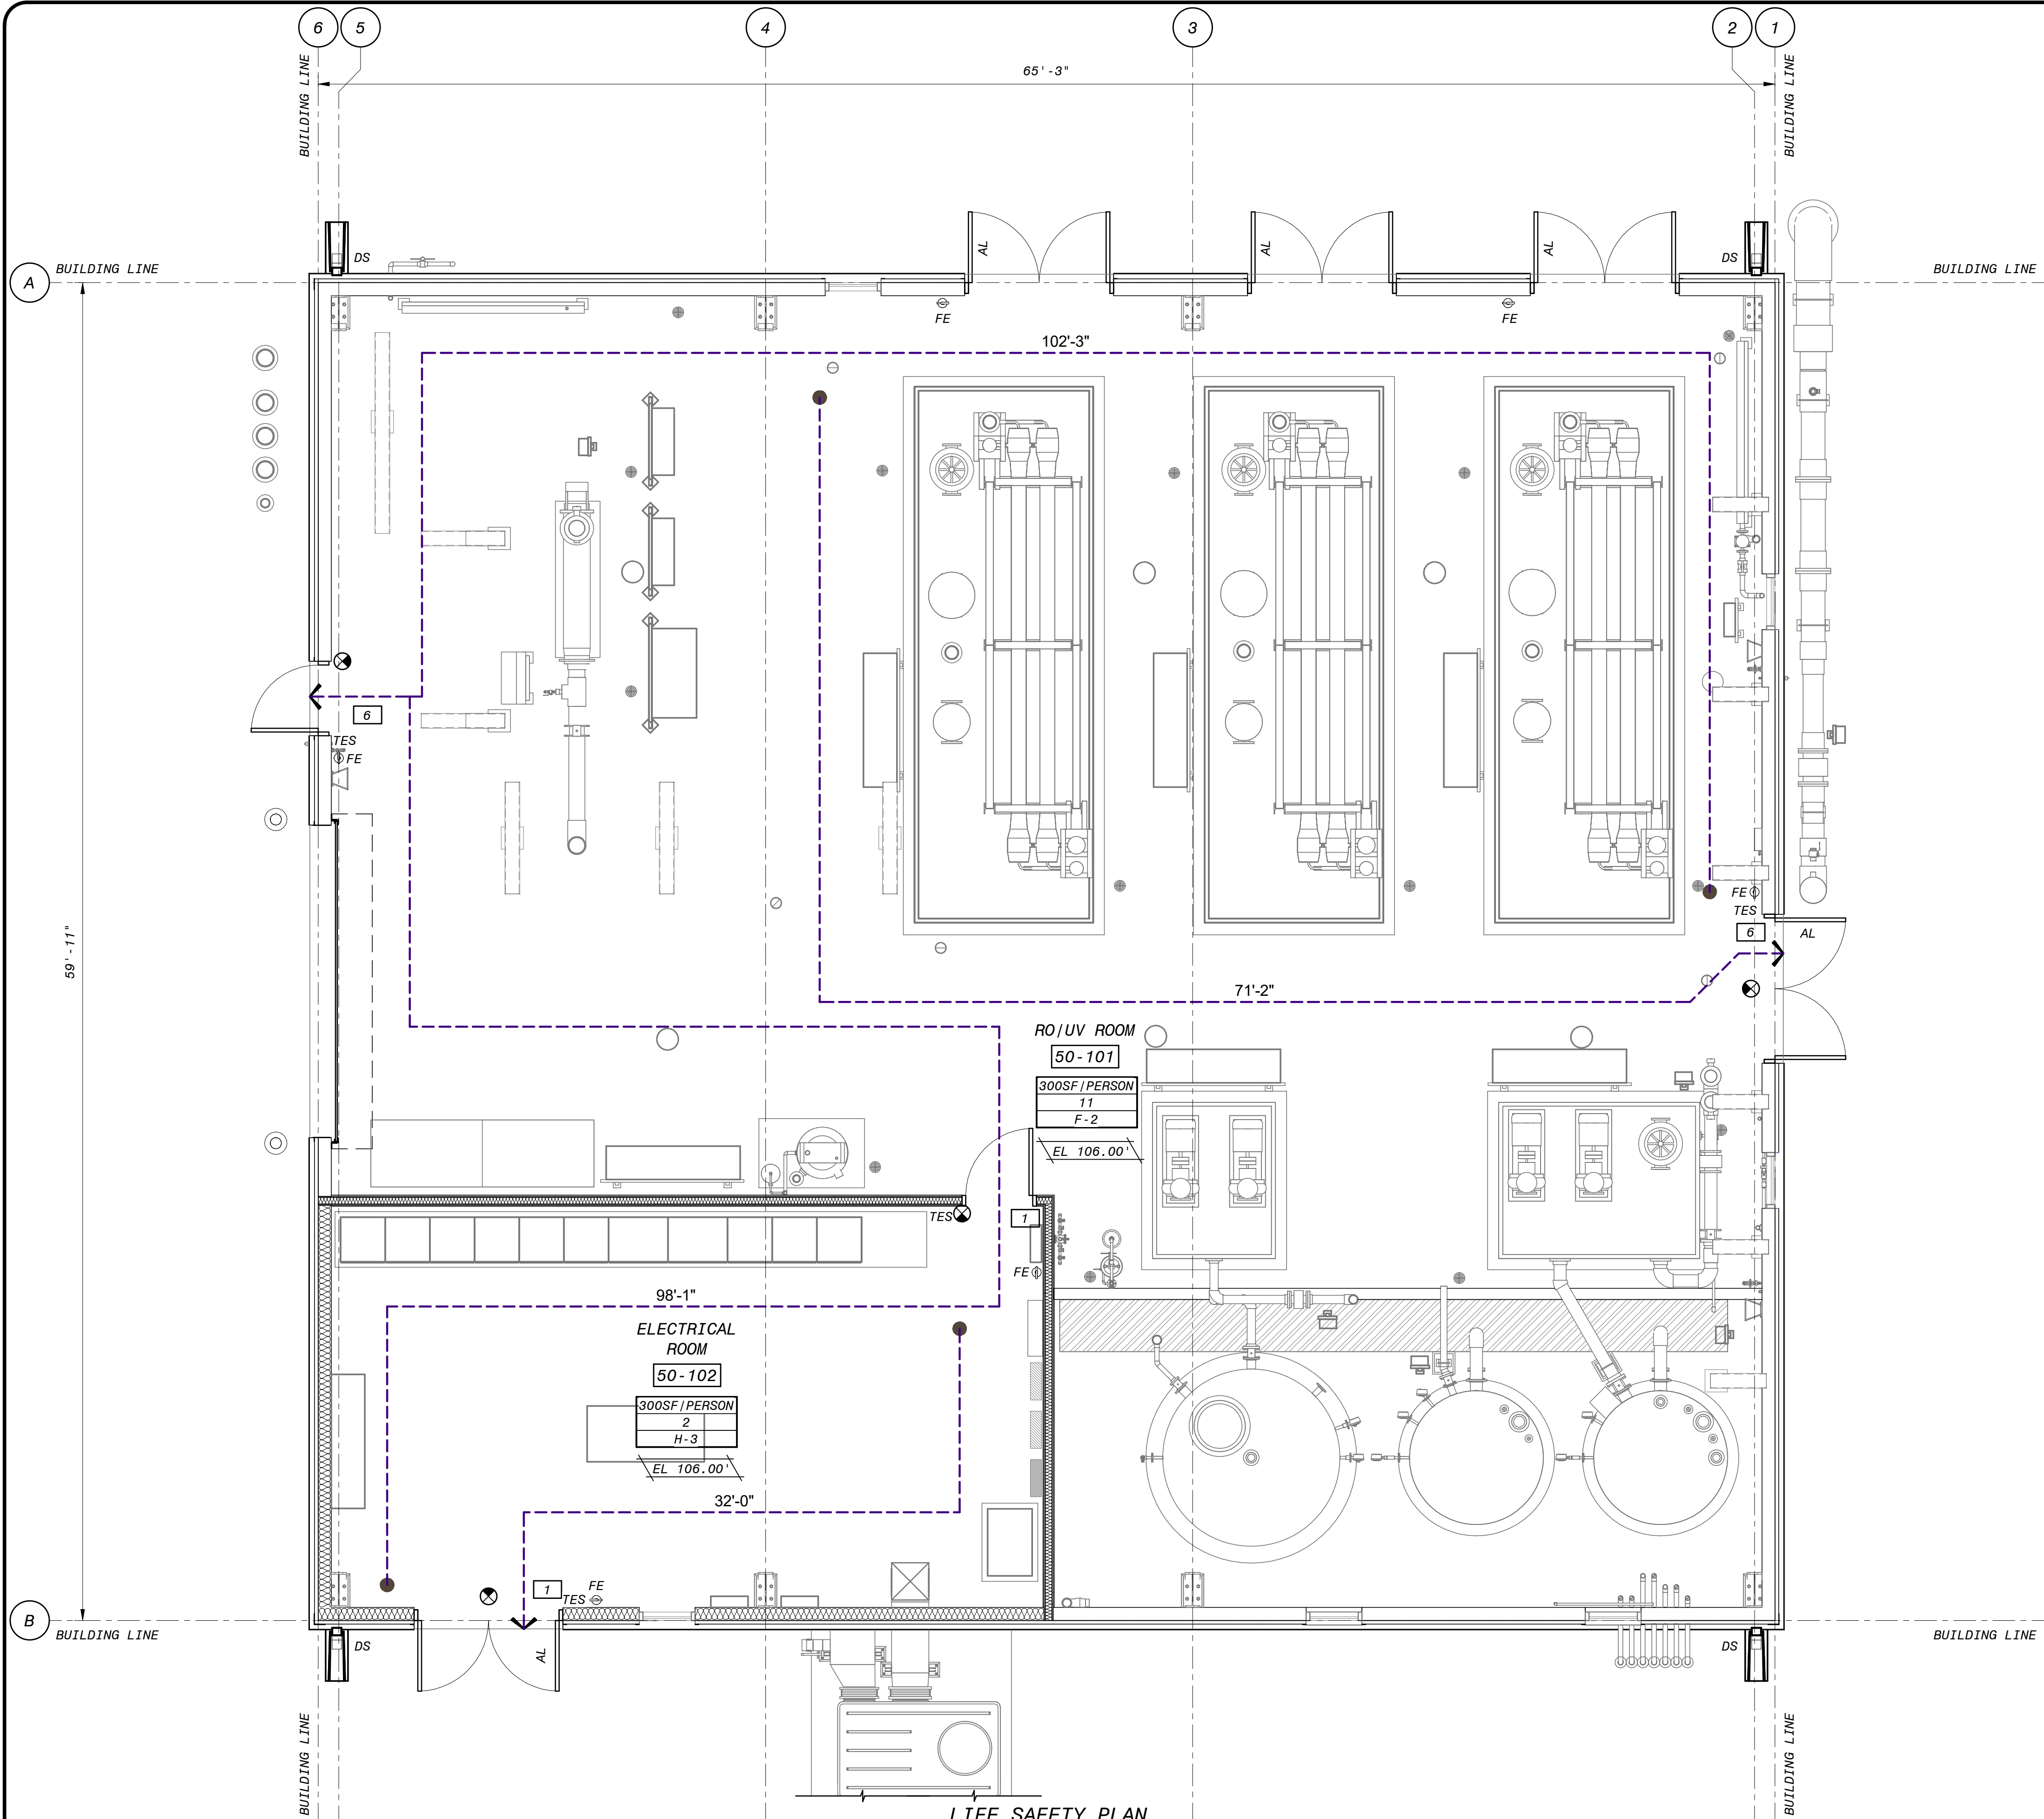 6
5
4
3
2
1
BUILDING LINE
BUILDING LINE
65'-3"
AL
AL
AL
DS
DS
A
BUILDING LINE
BUILDING LINE
FE
FE
102'-3"
6
TES
FE
FE
TES
6
AL
59'-11"
71'-2"
RO/UV ROOM
50-101
300SF/PERSON
11
F-2
EL 106.00'
TES
1
FE
98'-1"
ELECTRICAL
ROOM
50-102
300SF/PERSON
2
H-3
EL 106.00'
32'-0"
1
FE
TES
B
BUILDING LINE
BUILDING LINE
DS
AL
DS
BUILDING LINE
BUILDING LINE
LIFE SAFETY PLAN